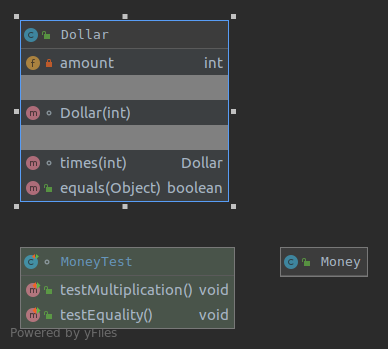 Dollar
amount int
Dollar(int)
times(int) Dollar
equals(Object) boolean
MoneyTest
testMultiplication() void
testEquality() void
Money
Powered by yFiles